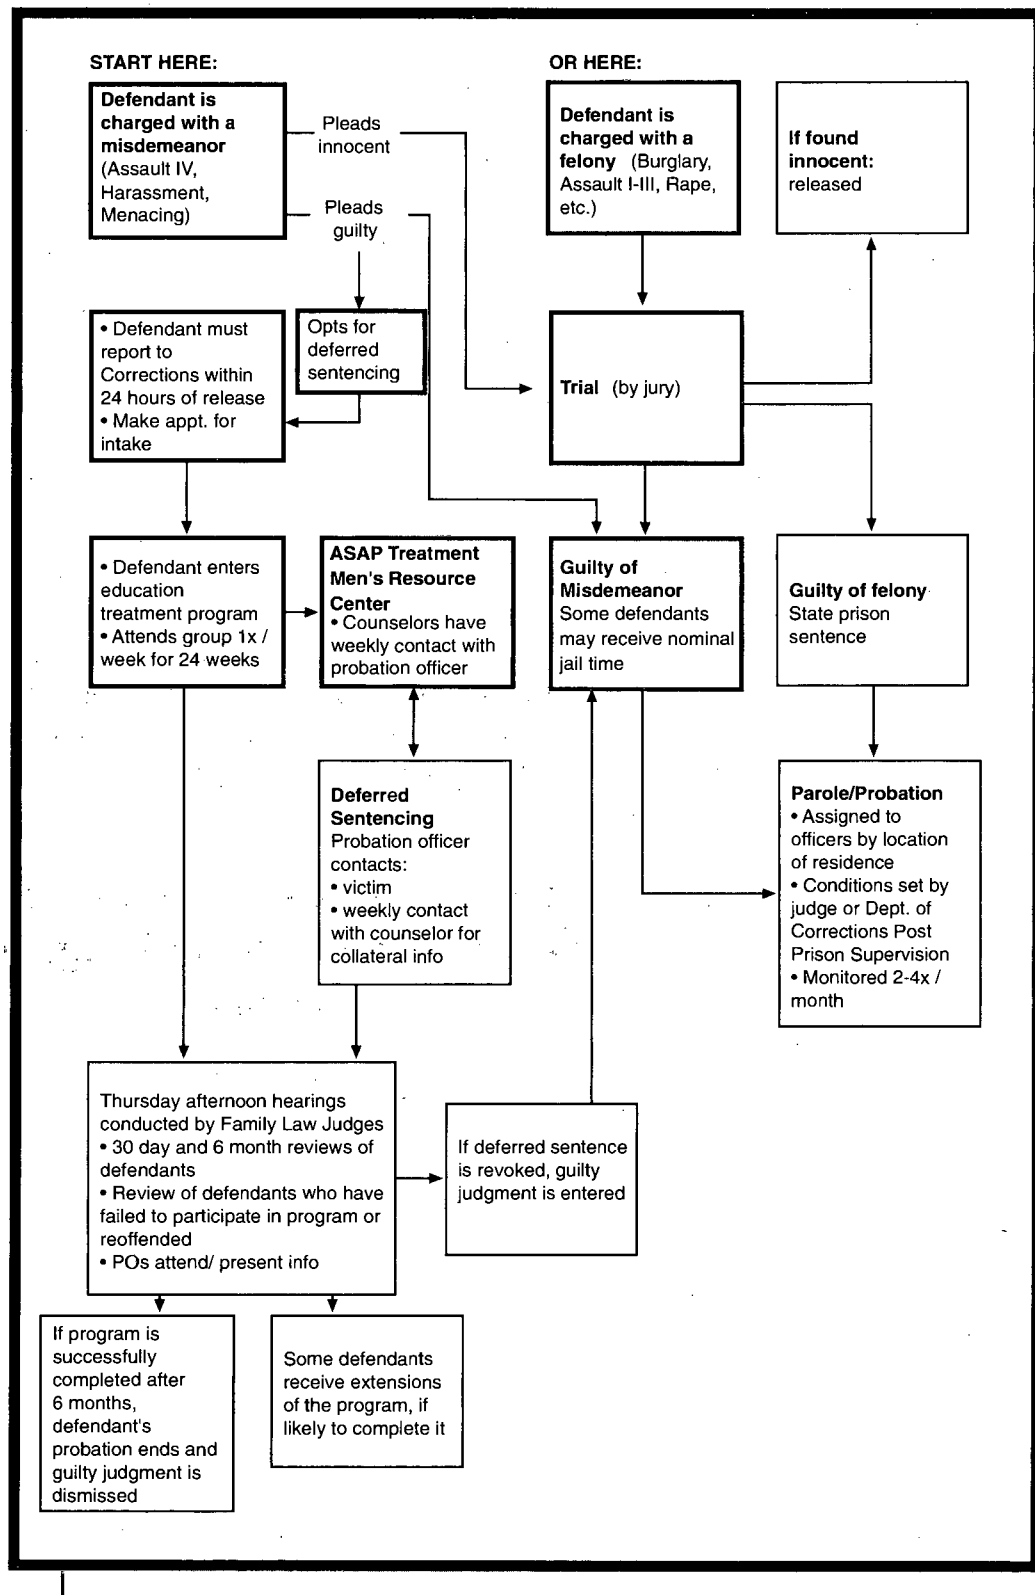 START HERE:
Defendant is
charged with a
misdemeanor
(Assault IV,
Harassment,
Menacing)
Pleads
innocent
Pleads
guilty
OR HERE:
Defendant is
charged with a
felony (Burglary,
Assault I-III, Rape,
etc.)
If found
innocent:
released
• Defendant must
report to
Corrections within
24 hours of release
• Make appt. for
intake
Opts for
deferred
sentencing
Trial (by jury)
• Defendant enters
education
treatment program
• Attends group 1x /
week for 24 weeks
ASAP Treatment
Men's Resource
Center
• Counselors have
weekly contact with
probation officer
Guilty of
Misdemeanor
Some defendants
may receive nominal
jail time
Guilty of felony
State prison
sentence
Deferred
Sentencing
Probation officer
contacts:
• victim
• weekly contact
with counselor for
collateral info
Parole/Probation
• Assigned to
officers by location
of residence
• Conditions set by
judge or Dept. of
Corrections Post
Prison Supervision
• Monitored 2-4x /
month
Thursday afternoon hearings
conducted by Family Law Judges
• 30 day and 6 month reviews of
defendants
• Review of defendants who have
failed to participate in program or
reoffended
• POs attend/ present info
If deferred sentence
is revoked, guilty
judgment is entered
If program is
successfully
completed after
6 months,
defendant's
probation ends and
guilty judgment is
dismissed
Some defendants
receive extensions
of the program, if
likely to complete it